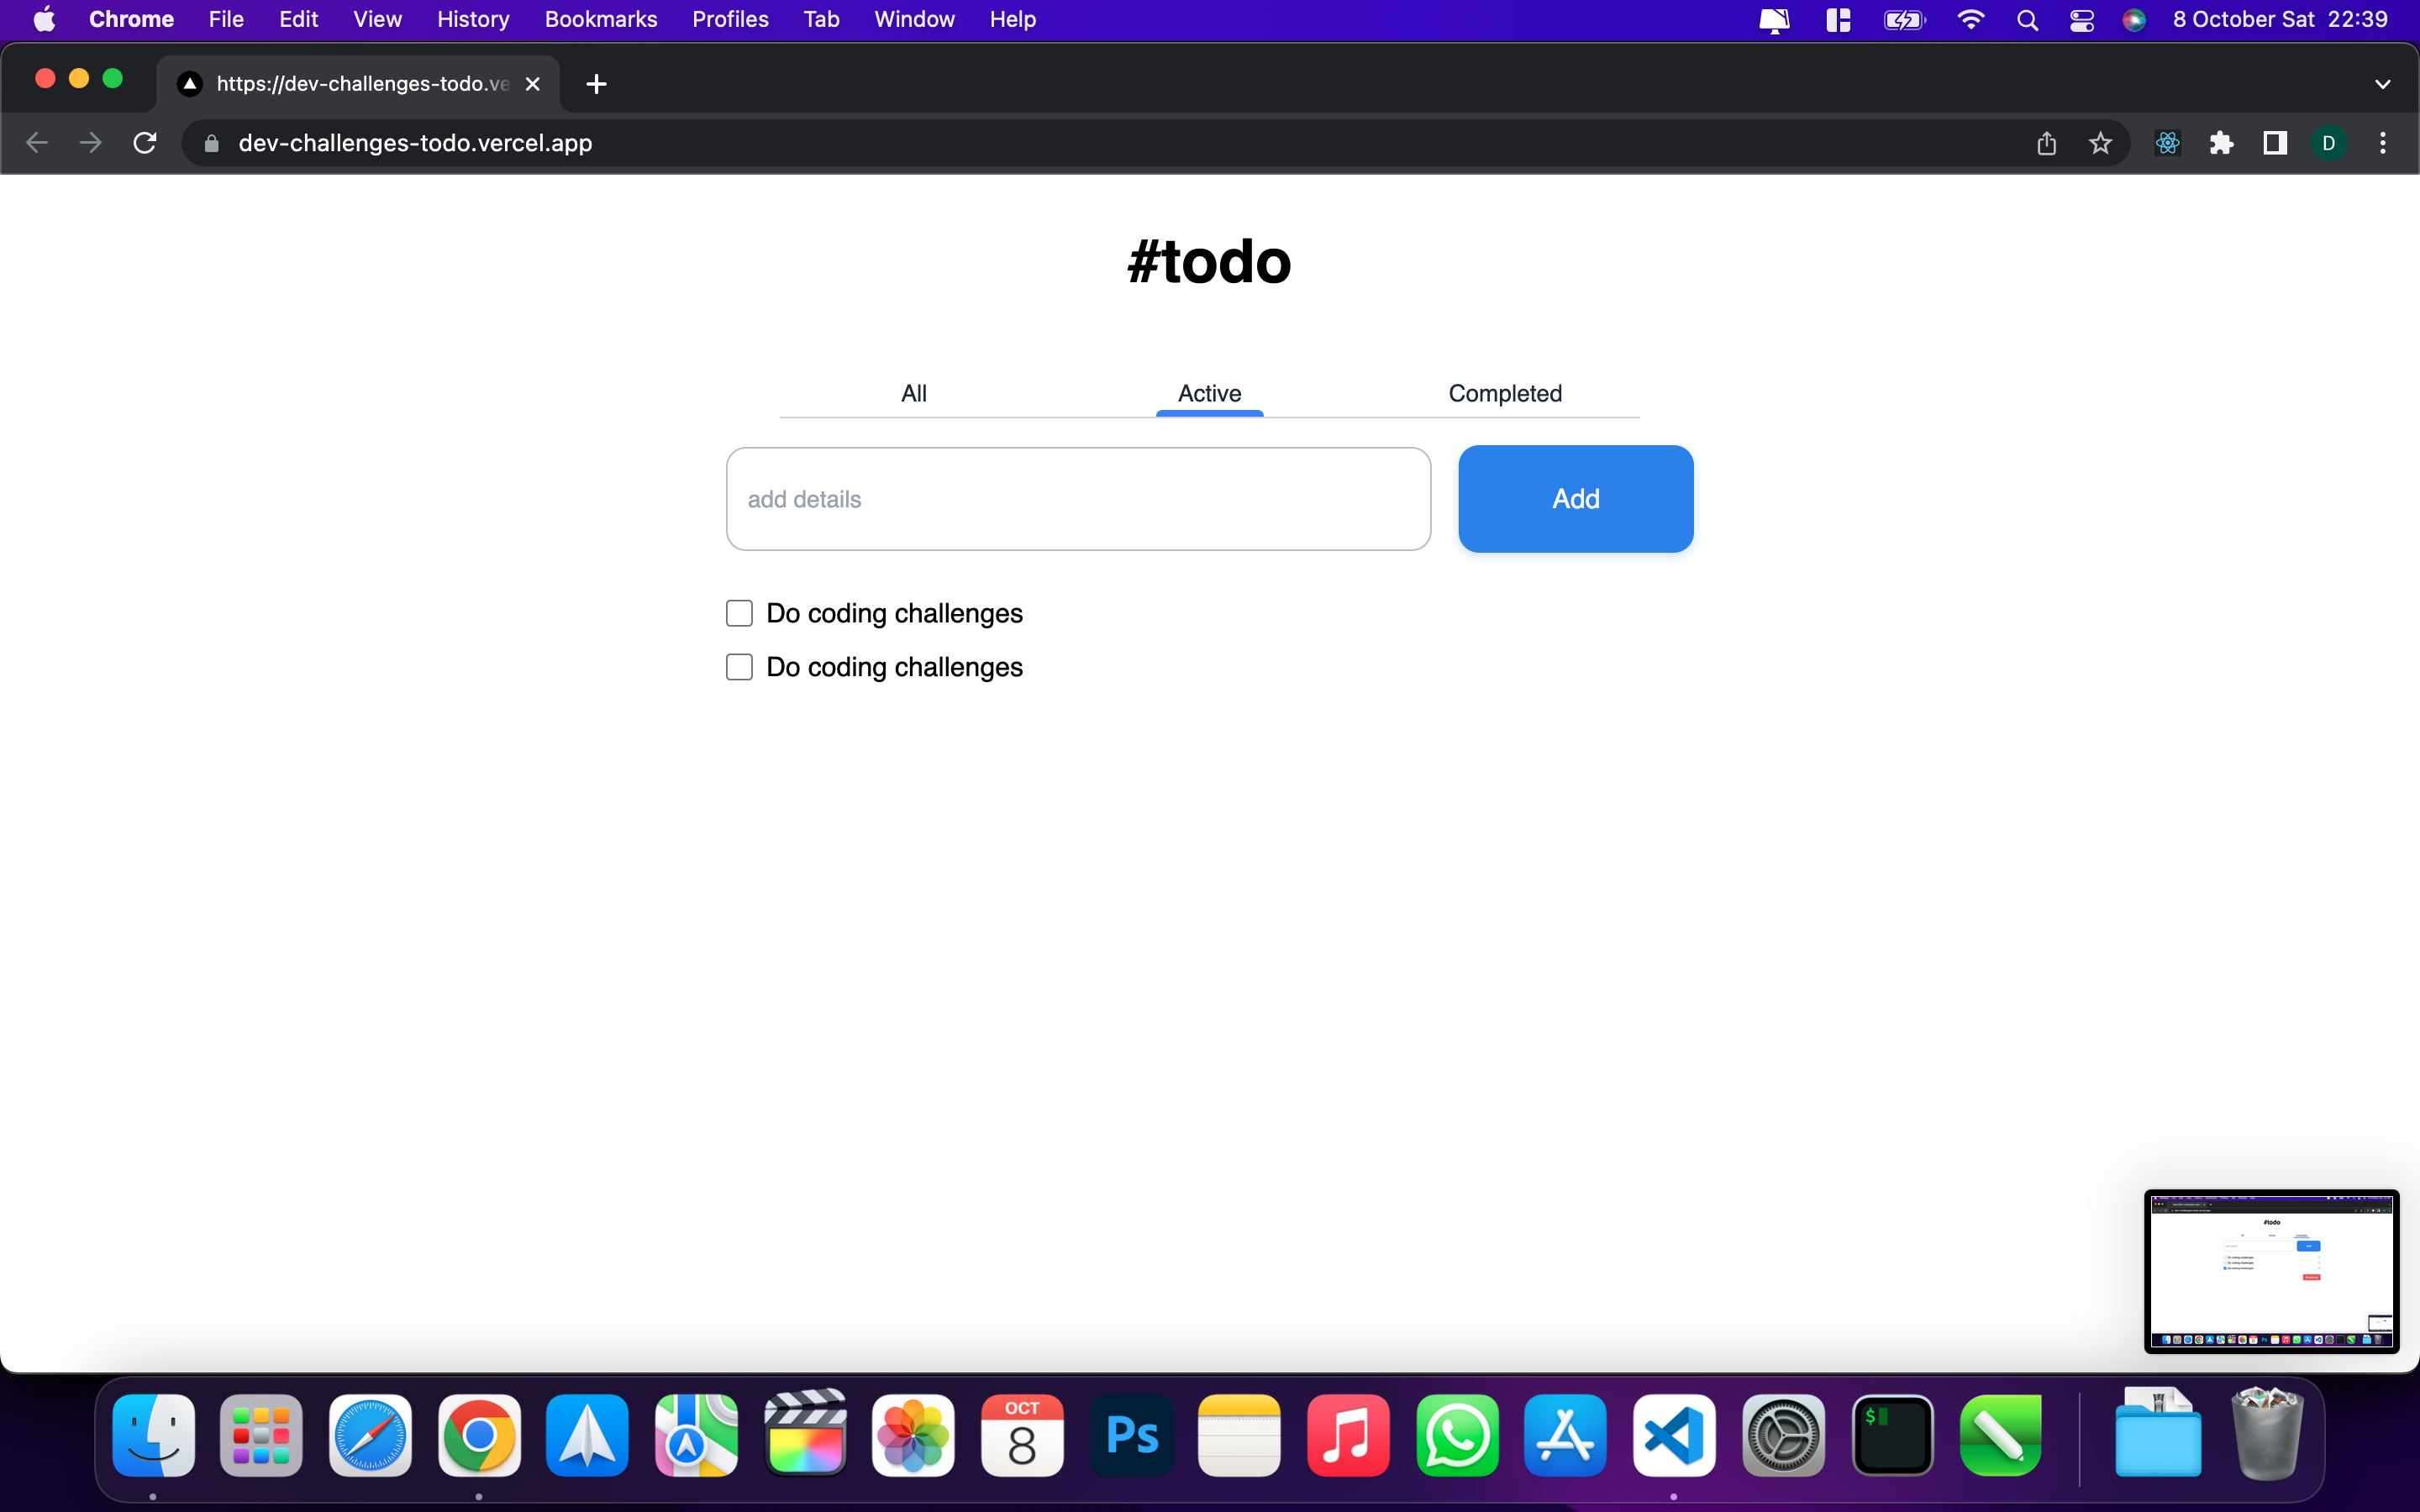 Chrome File Edit View History Bookmarks Profiles Tab Window Help 8 October Sat 22:39
https://dev-challenges-todo.ve
dev-challenges-todo.vercel.app D
#todo
All Active Completed
add details Add
Do coding challenges
Do coding challenges
#todo
OCT
8 Ps $